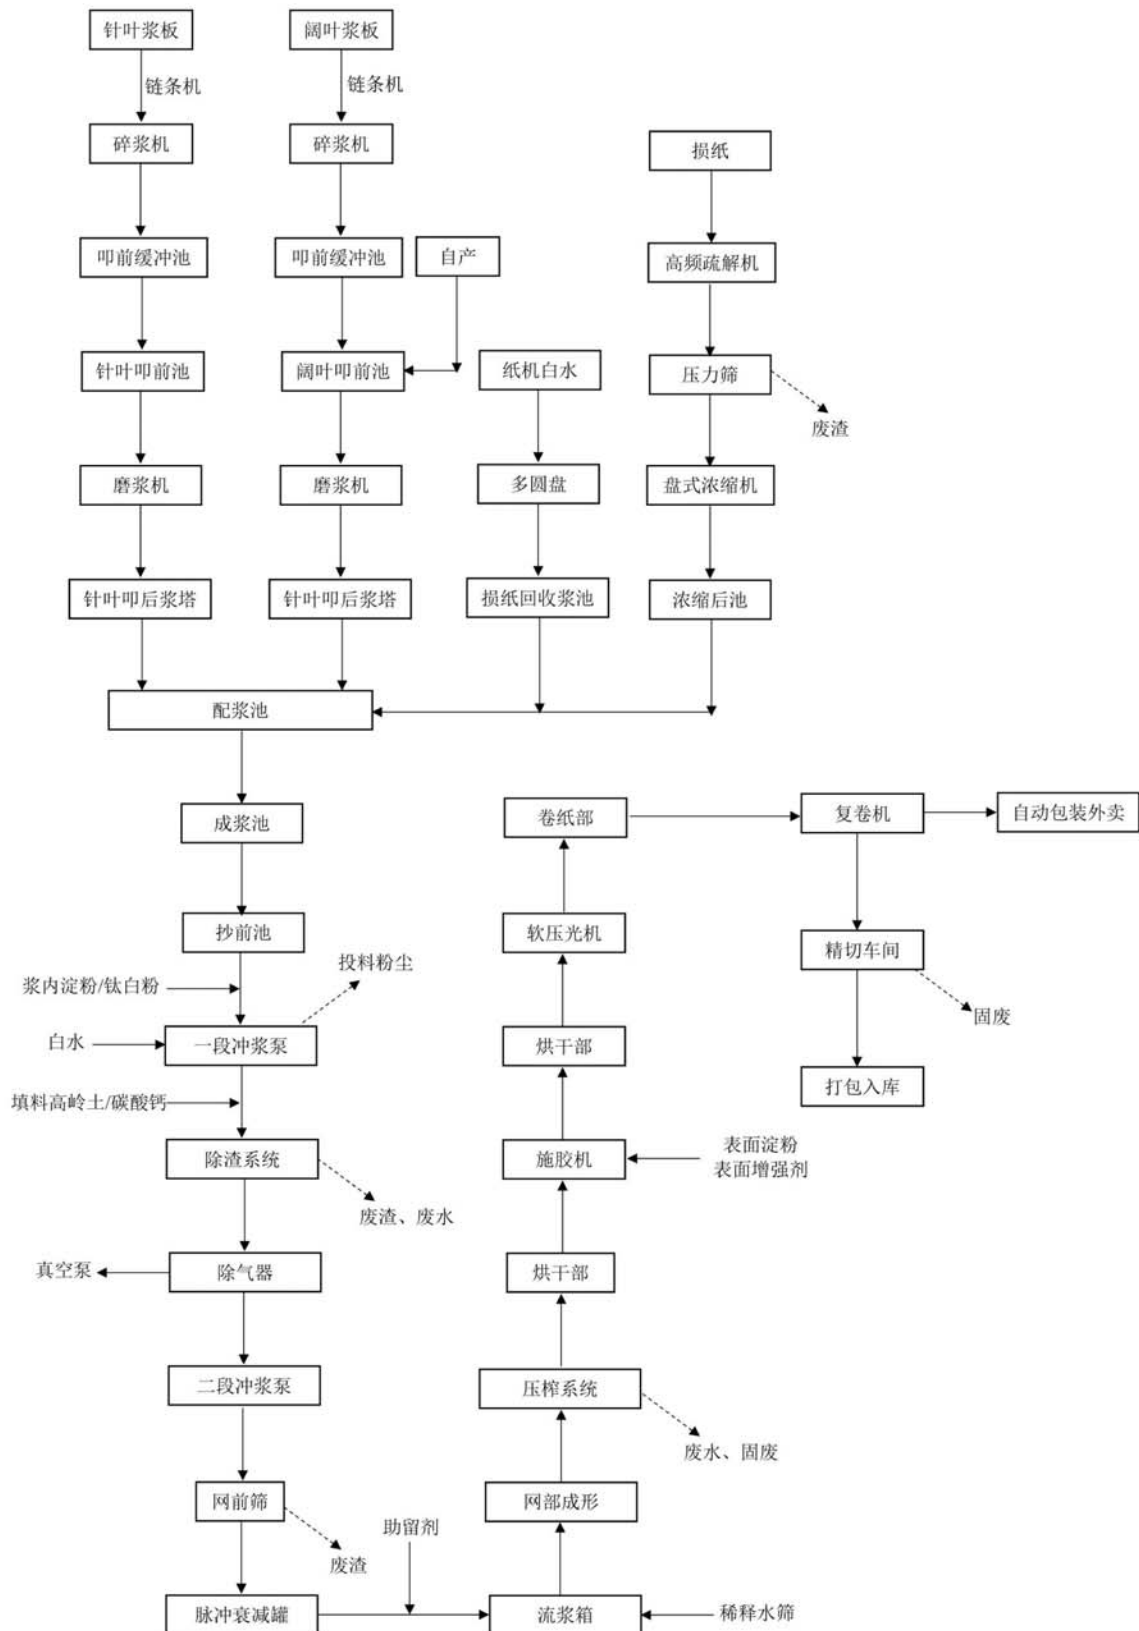 针叶浆板
阔叶浆板
链条机
链条机
碎浆机
碎浆机
损纸
叩前缓冲池
叩前缓冲池
自产
高频疏解机
针叶叩前池
阔叶叩前池
纸机白水
压力筛
废渣
磨浆机
磨浆机
多圆盘
盘式浓缩机
针叶叩后浆塔
针叶叩后浆塔
损纸回收浆池
浓缩后池
配浆池
成浆池
卷纸部
复卷机
自动包装外卖
抄前池
软压光机
精切车间
浆内淀粉/钛白粉
投料粉尘
固废
白水
一段冲浆泵
烘干部
打包入库
填料高岭土/碳酸钙
除渣系统
施胶机
表面淀粉
表面增强剂
废渣、废水
真空泵
除气器
烘干部
二段冲浆泵
压榨系统
废水、固废
网前筛
网部成形
助留剂
废渣
脉冲衰减罐
流浆箱
稀释水筛